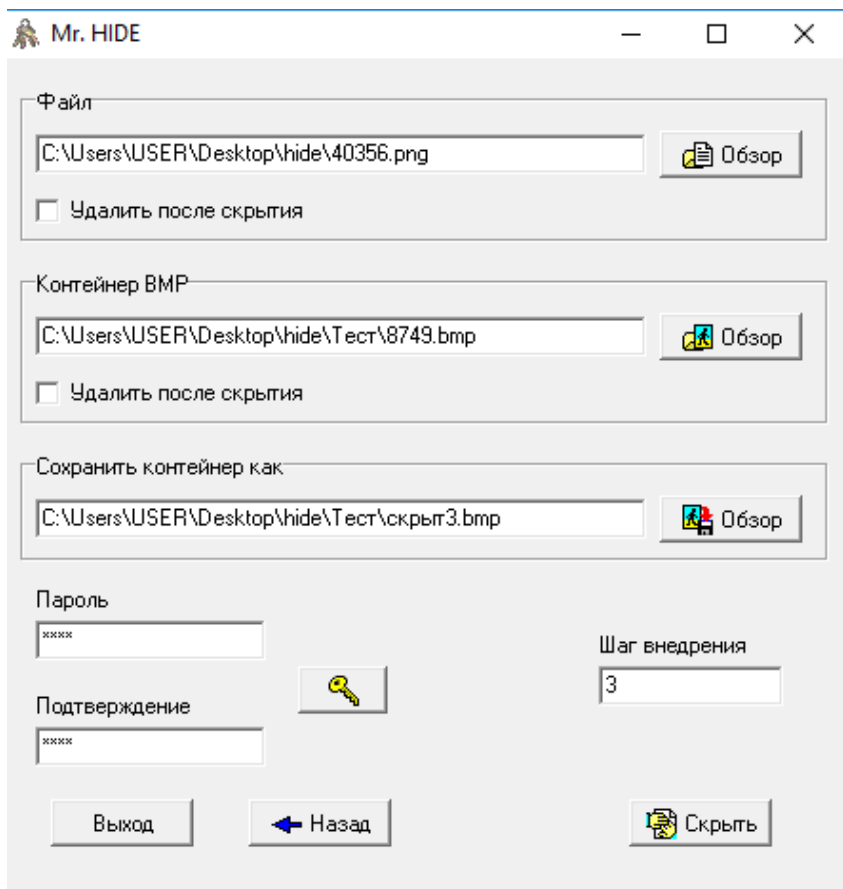 Mr. HIDE
Файл
C:\Users\USER\Desktop\hide\40356.png
Обзор
Удалить после скрытия
Контейнер BMP
C:\Users\USER\Desktop\hide\Тест\8749.bmp
Обзор
Удалить после скрытия
Сохранить контейнер как
C:\Users\USER\Desktop\hide\Тест\скрыт3.bmp
Обзор
Пароль
****
Шаг внедрения
3
Подтверждение
****
Выход
Назад
Скрыть